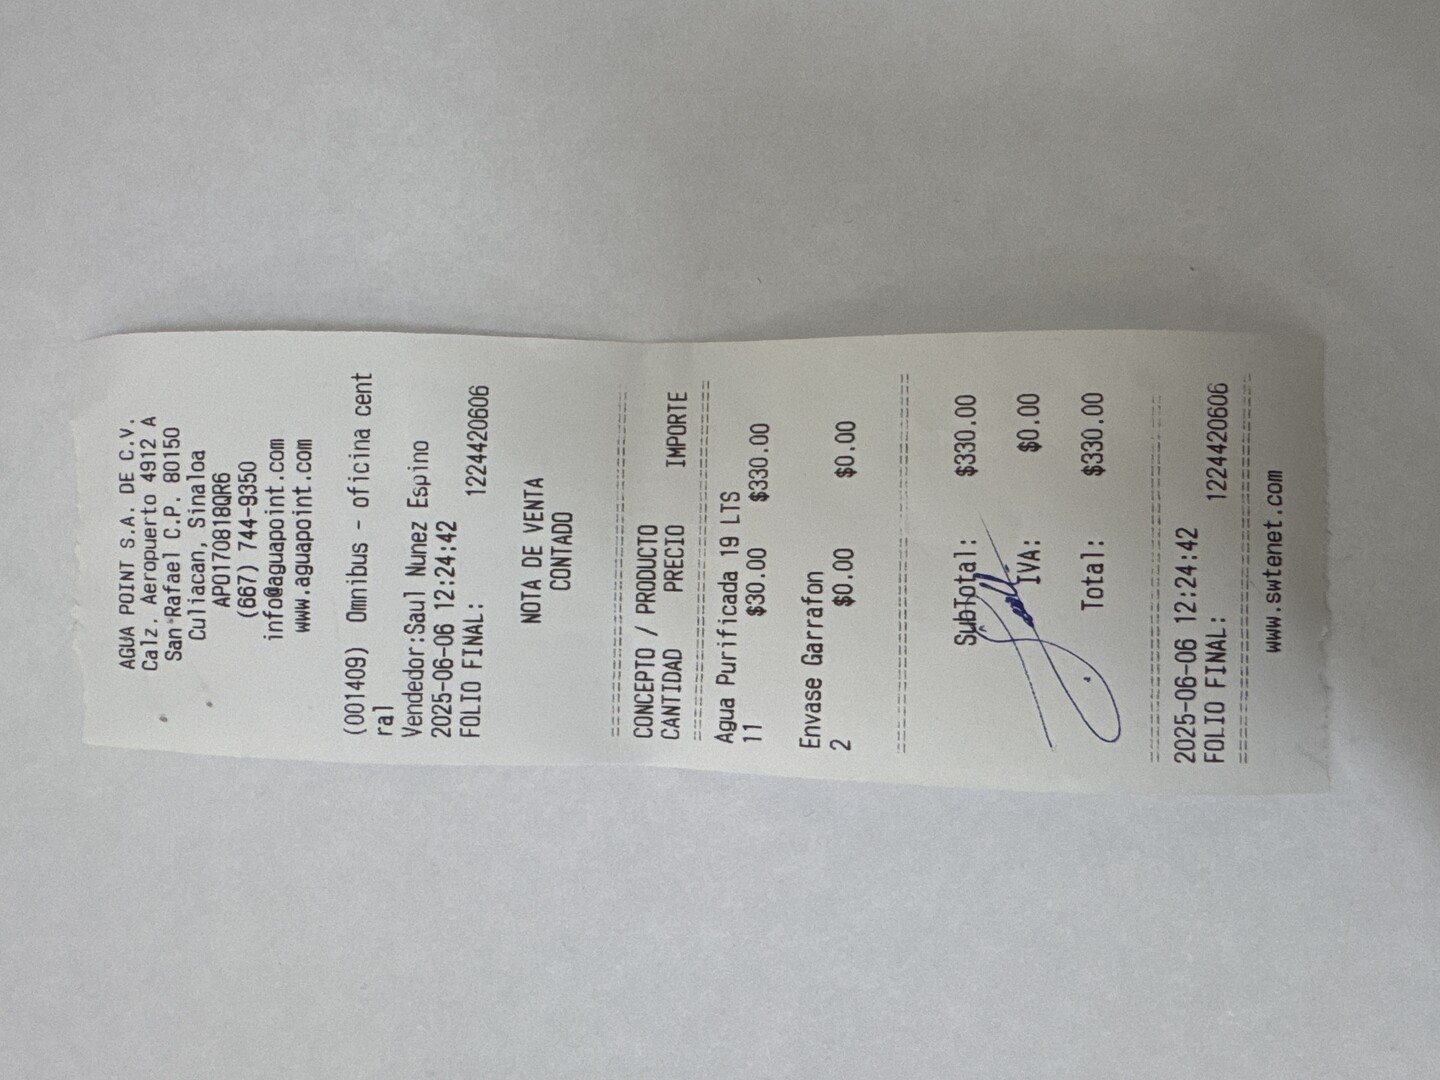 AGUA POINT S.A. DE C.V.
Calz. Aeropuerto 4912 A
San Rafael C.P. 80150
Culiacan, Sinaloa
APO170818QR6
(667) 744-9350
info@aguapoint.com
www.aguapoint.com
(001409) Omnibus - oficina cent
ral
Vendedor:Saul Nunez Espino
2025-06-06 12:24:42
FOLIO FINAL: 1224420606
NOTA DE VENTA
CONTADO
===============================
CONCEPTO / PRODUCTO
CANTIDAD PRECIO IMPORTE
===============================
Agua Purificada 19 LTS
11 $30.00 $330.00
Envase Garrafon
2 $0.00 $0.00
===============================
SubTotal: $330.00
IVA: $0.00
Total: $330.00
===============================
2025-06-06 12:24:42
FOLIO FINAL: 1224420606
===============================
www.swtenet.com